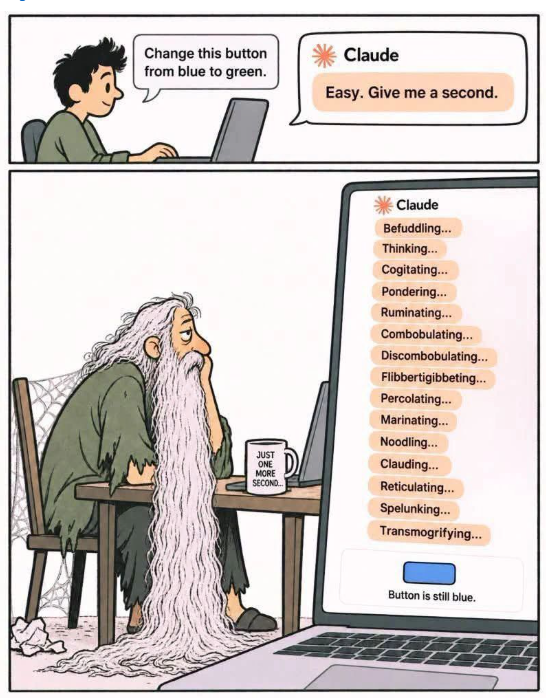 Change this button
from blue to green.
Claude
Easy. Give me a second.
Claude
Befuddling...
Thinking...
Cogitating...
Pondering...
Ruminating...
Combobulating...
Discombobulating...
Flibbertigibbeting...
Percolating...
Marinating...
Noodling...
Clauding...
Reticulating...
Spelunking...
Transmogrifying...
JUST
ONE
MORE
SECOND...
Button is still blue.